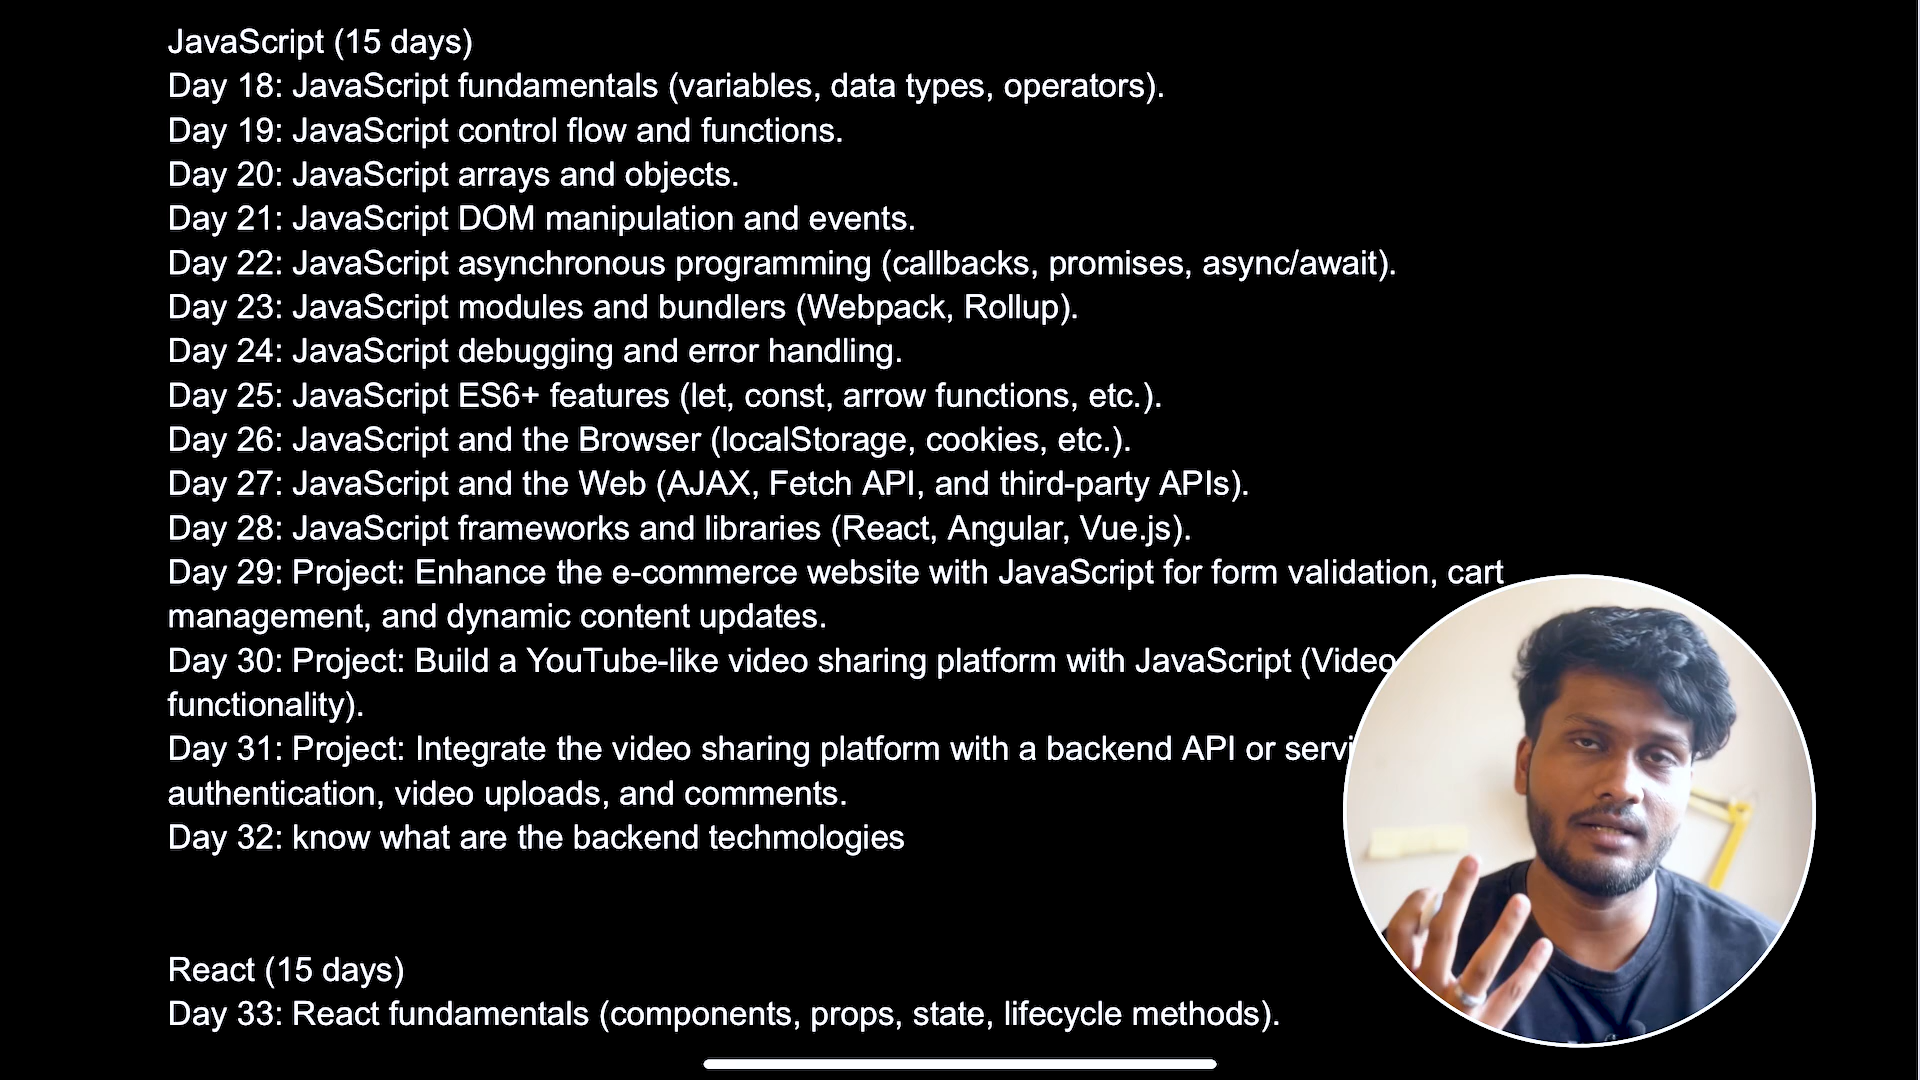 JavaScript (15 days)
Day 18: JavaScript fundamentals (variables, data types, operators).
Day 19: JavaScript control flow and functions.
Day 20: JavaScript arrays and objects.
Day 21: JavaScript DOM manipulation and events.
Day 22: JavaScript asynchronous programming (callbacks, promises, async/await).
Day 23: JavaScript modules and bundlers (Webpack, Rollup).
Day 24: JavaScript debugging and error handling.
Day 25: JavaScript ES6+ features (let, const, arrow functions, etc.).
Day 26: JavaScript and the Browser (localStorage, cookies, etc.).
Day 27: JavaScript and the Web (AJAX, Fetch API, and third-party APIs).
Day 28: JavaScript frameworks and libraries (React, Angular, Vue.js).
Day 29: Project: Enhance the e-commerce website with JavaScript for form validation, cart
management, and dynamic content updates.
Day 30: Project: Build a YouTube-like video sharing platform with JavaScript (Video
functionality).
Day 31: Project: Integrate the video sharing platform with a backend API or
authentication, video uploads, and comments.
Day 32: know what are the backend techmologies
React (15 days)
Day 33: React fundamentals (components, props, state, lifecycle methods).